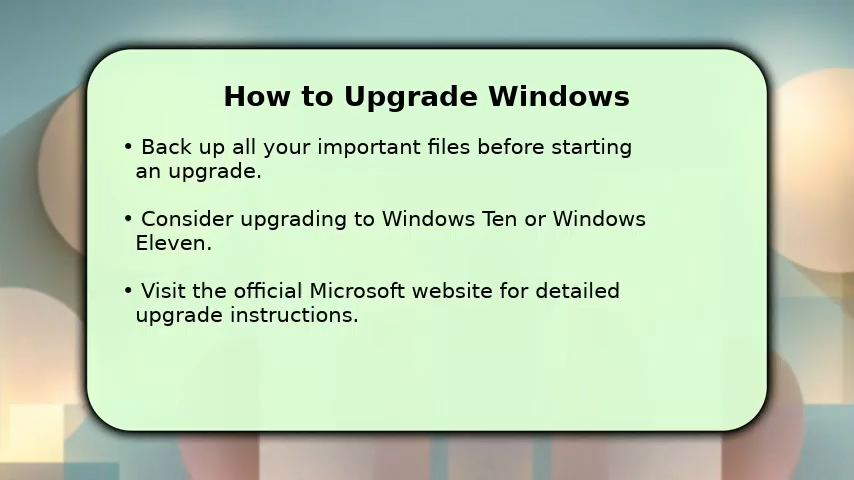 How to Upgrade Windows
• Back up all your important files before starting
an upgrade.
• Consider upgrading to Windows Ten or Windows
Eleven.
• Visit the official Microsoft website for detailed
upgrade instructions.